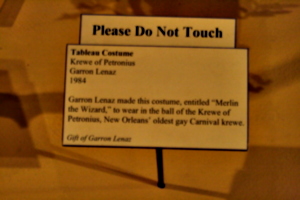 Please Do Not Touch
Tableau Costume
Krewe of Petronius
Garron Lenaz
1984
Garron Lenaz made this costume, entitled "Merlin
the Wizard," to wear in the ball of the Krewe of
Petronius, New Orleans' oldest gay Carnival krewe.
Gift of Garron Lenaz